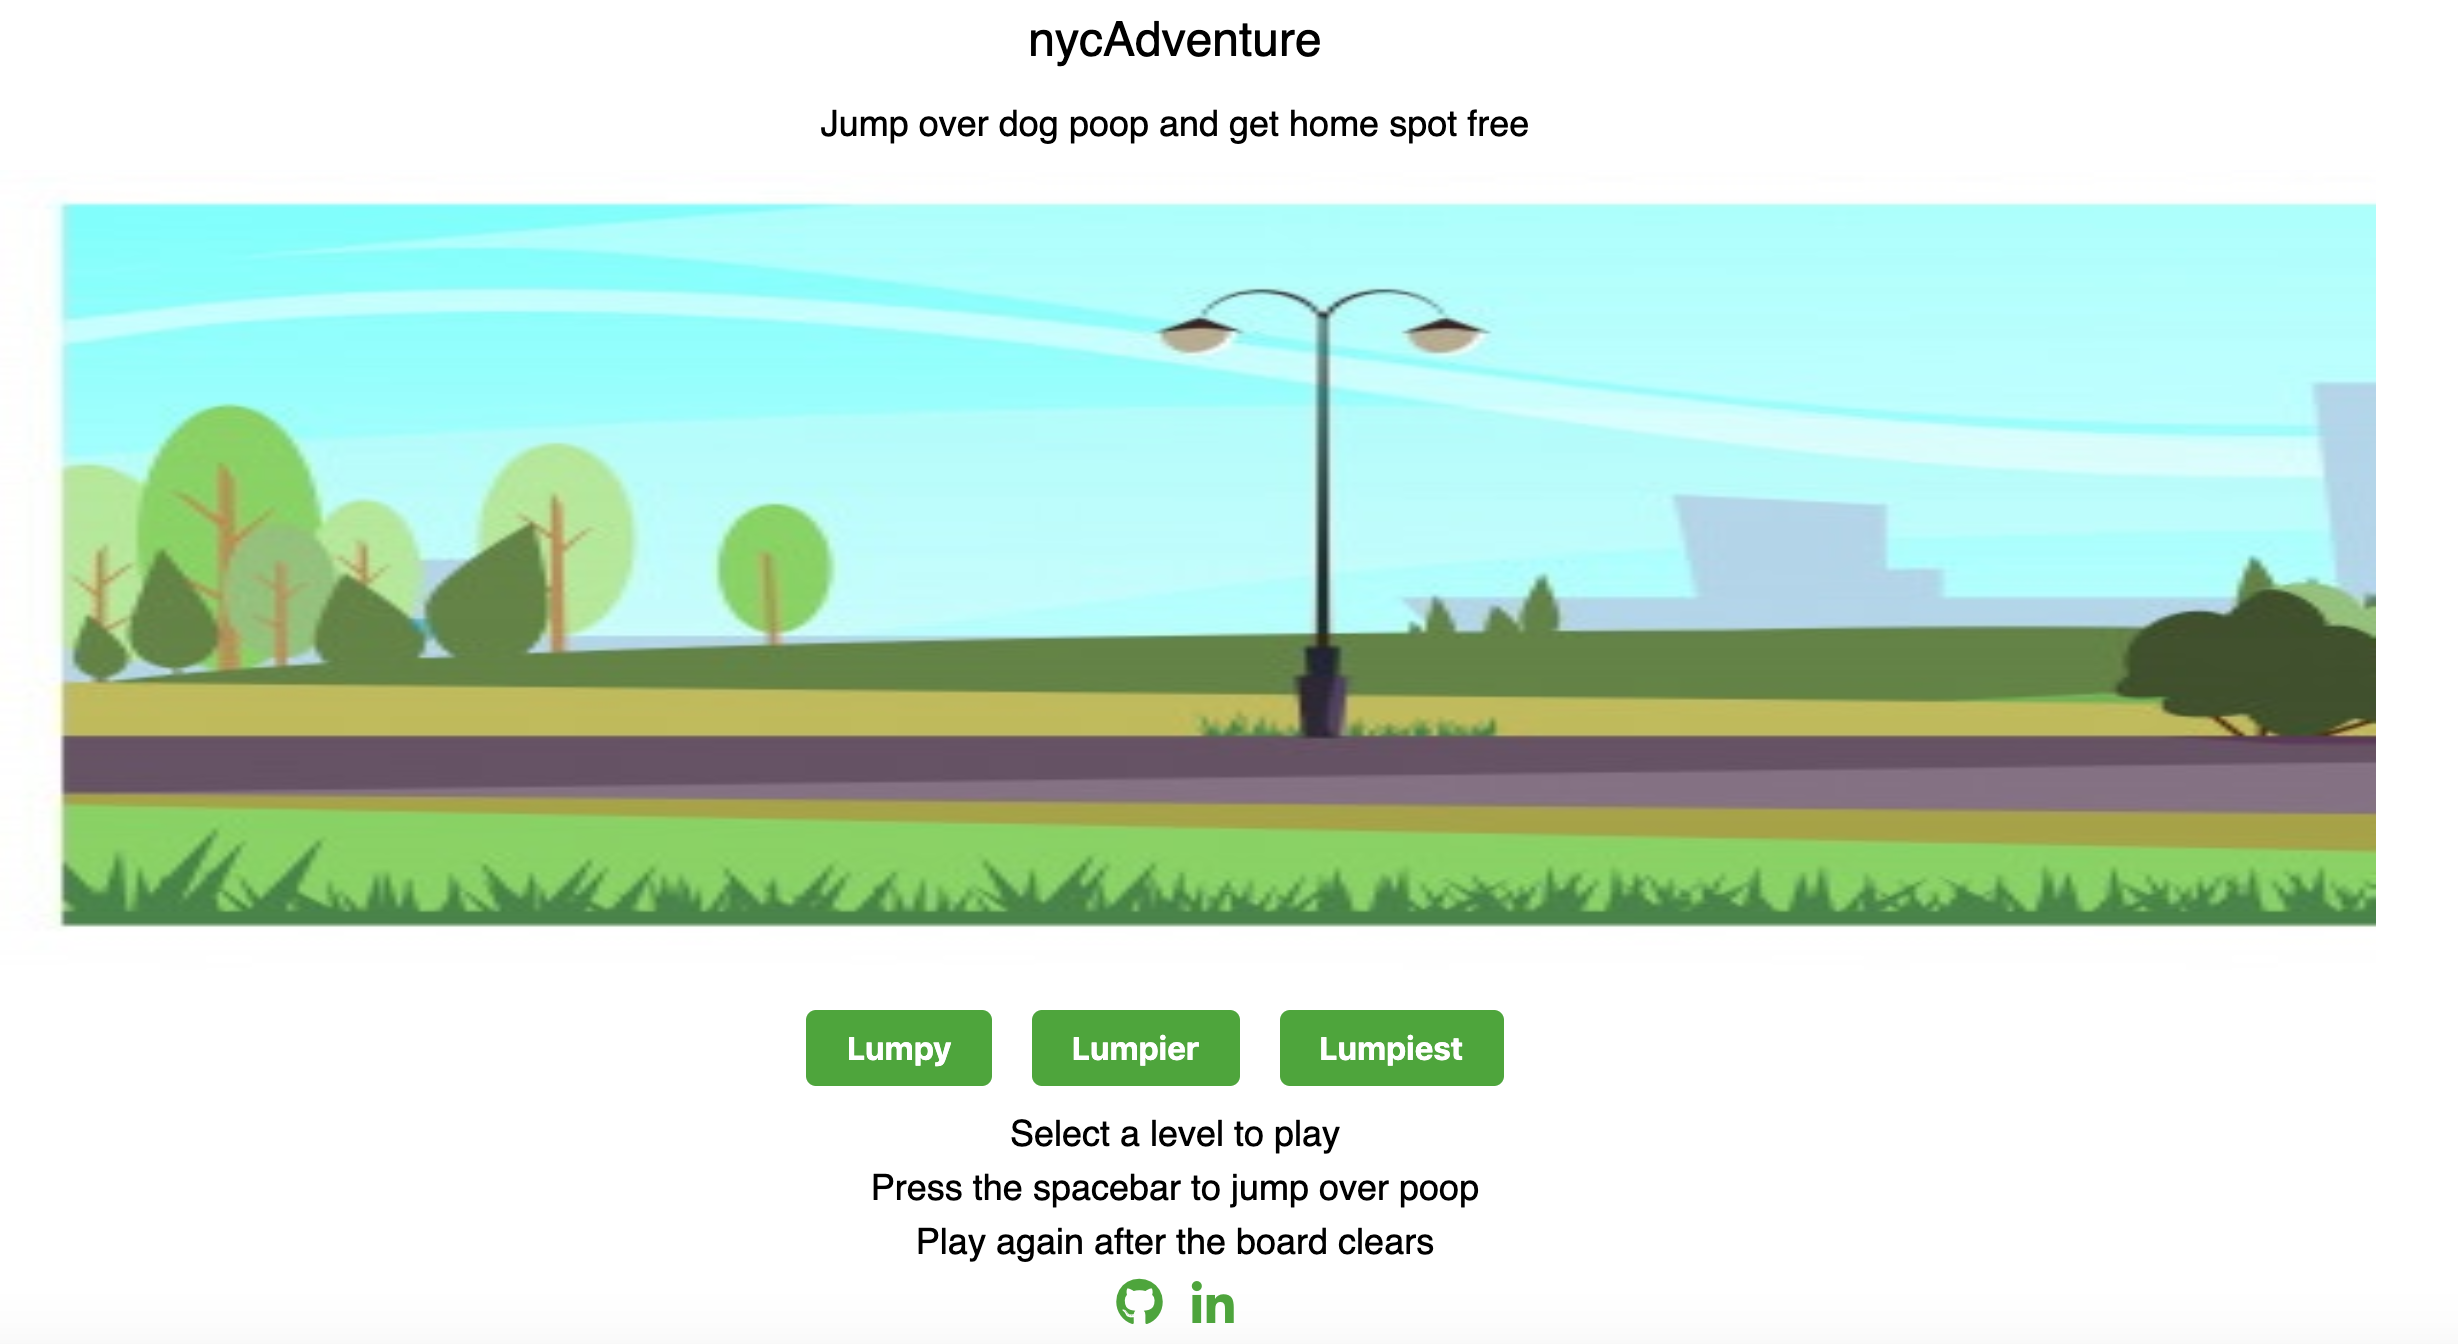 nycAdventure
Jump over dog poop and get home spot free
Lumpy Lumpier Lumpiest
Select a level to play
Press the spacebar to jump over poop
Play again after the board clears
in